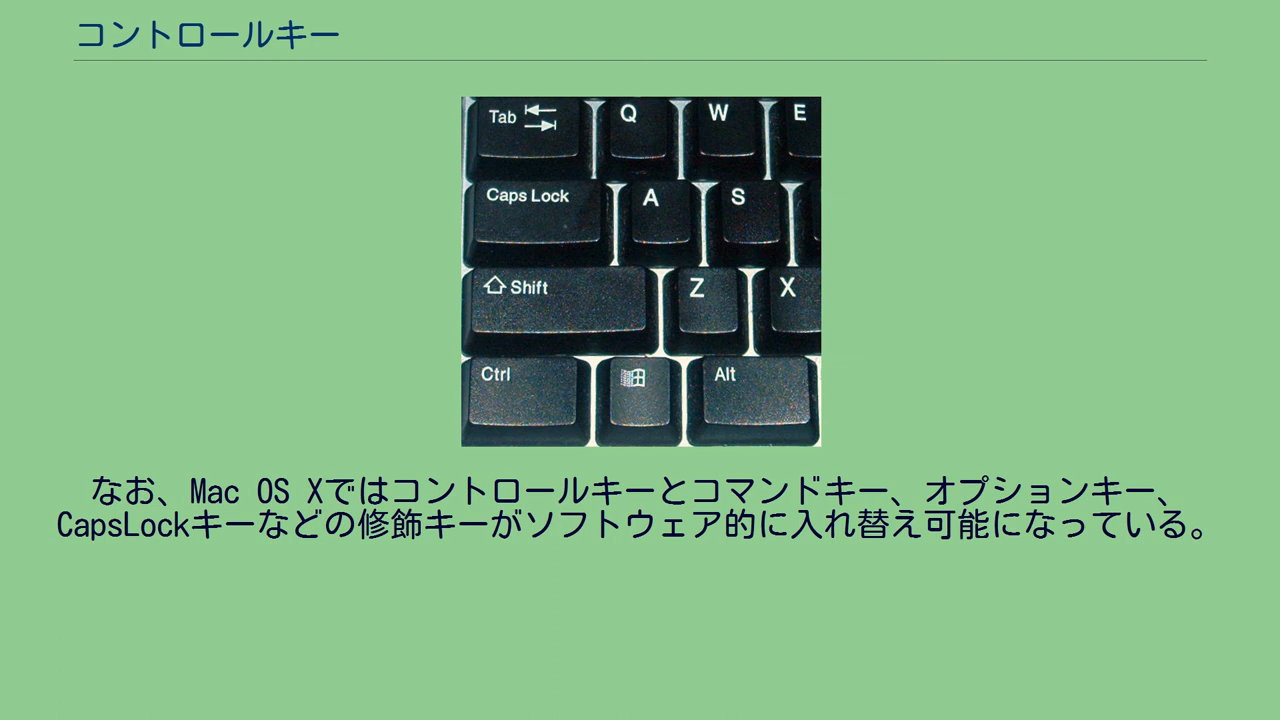 コントロールキー
Tab Q W E
Caps Lock A S
Shift Z X
Ctrl Alt
なお、Mac OS Xではコントロールキーとコマンドキー、オプションキー、
CapsLockキーなどの修飾キーがソフトウェア的に入れ替え可能になっている。